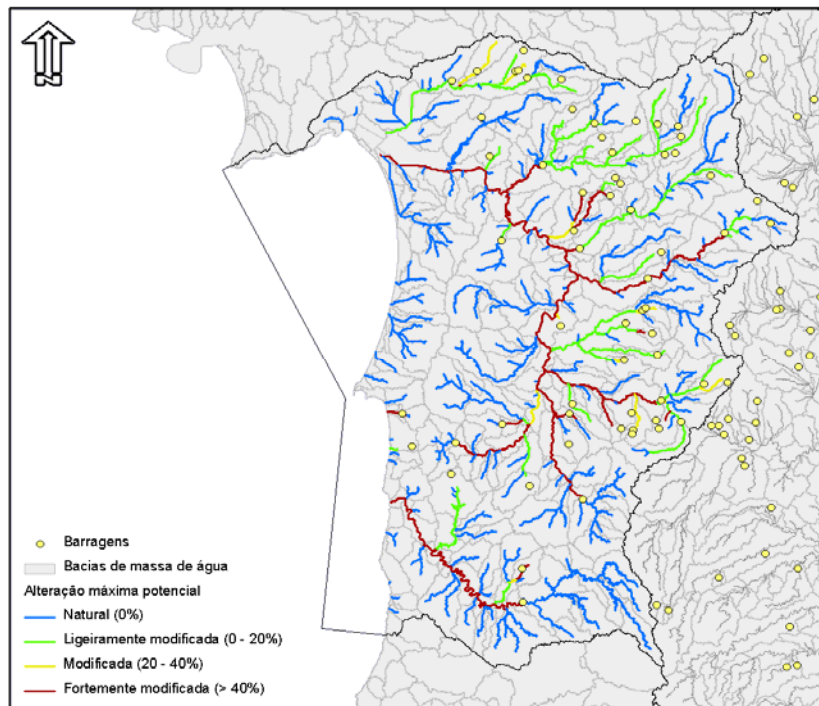 N
Barragens
Bacias de massa de água
Alteração máxima potencial
Natural (0%)
Ligeiramente modificada (0 - 20%)
Modificada (20 - 40%)
Fortemente modificada (> 40%)